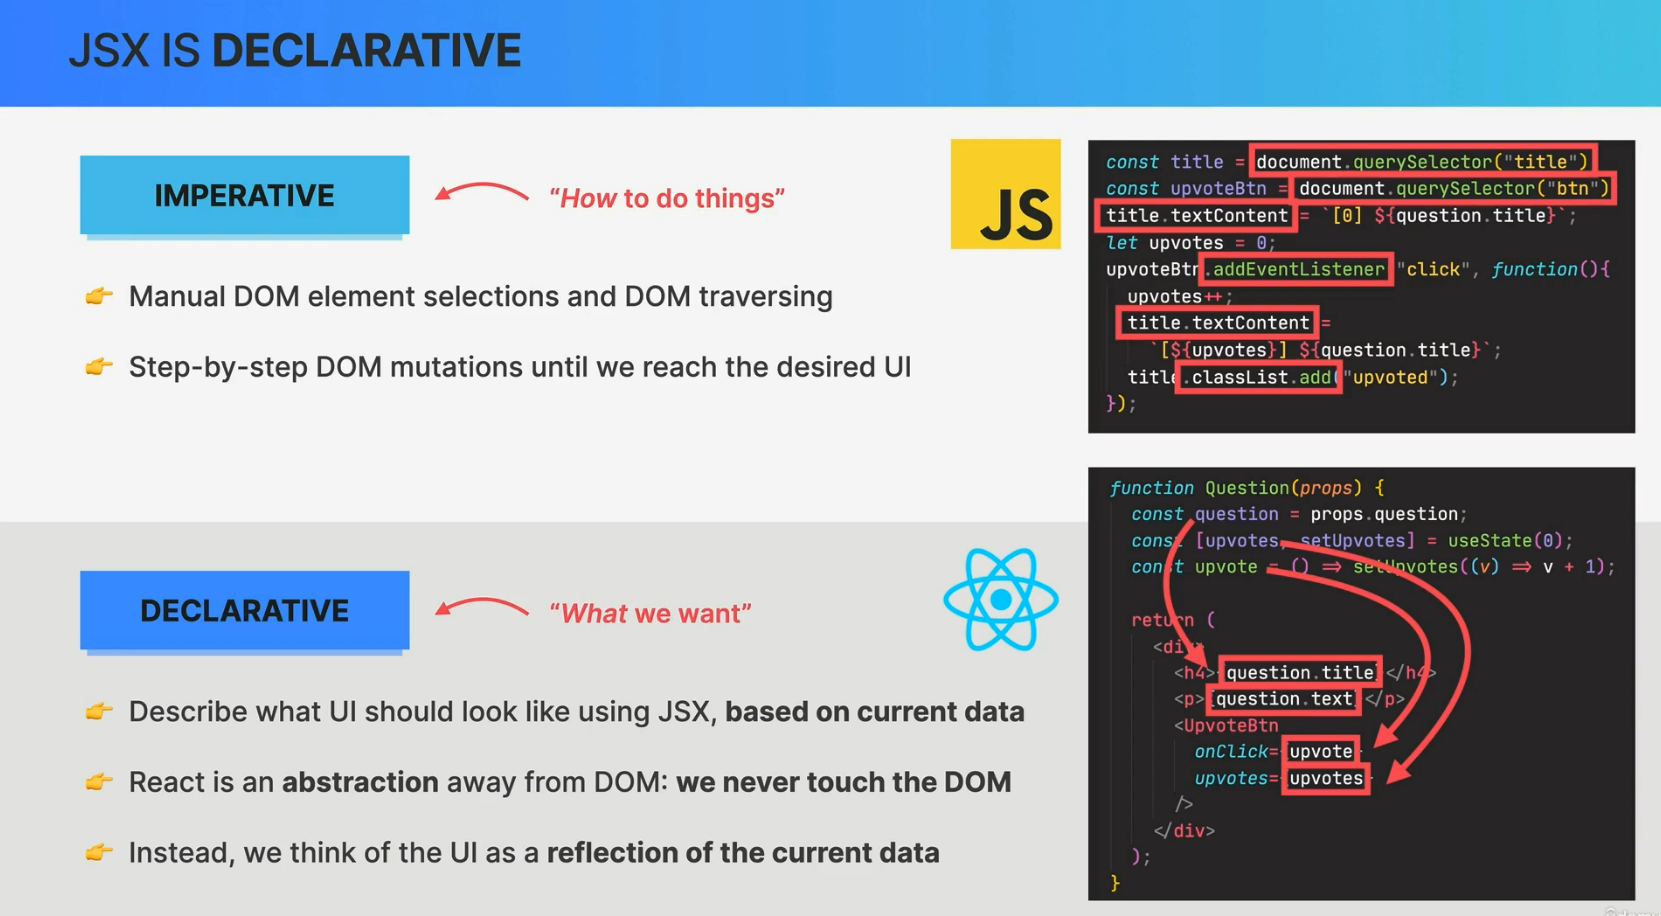 JSX IS DECLARATIVE
IMPERATIVE
“How to do things”
JS
Manual DOM element selections and DOM traversing
Step-by-step DOM mutations until we reach the desired UI
const title = document.querySelector("title")
const upvoteBtn = document.querySelector("btn")
title.textContent = `[0] ${question.title}`;
let upvotes = 0;
upvoteBtn.addEventListener "click", function(){
upvotes++;
title.textContent =
`[${upvotes}] ${question.title}`;
title.classList.add("upvoted");
});
DECLARATIVE
“What we want”
Describe what UI should look like using JSX, based on current data
React is an abstraction away from DOM: we never touch the DOM
Instead, we think of the UI as a reflection of the current data
function Question(props) {
const question = props.question;
const [upvotes, setUpvotes] = useState(0);
const upvote = () => setUpvotes((v) => v + 1);
return (
<div>
<h4>{question.title}</h4>
<p>{question.text}</p>
<UpvoteBtn
onClick={upvote}
upvotes={upvotes}
/>
</div>
);
}